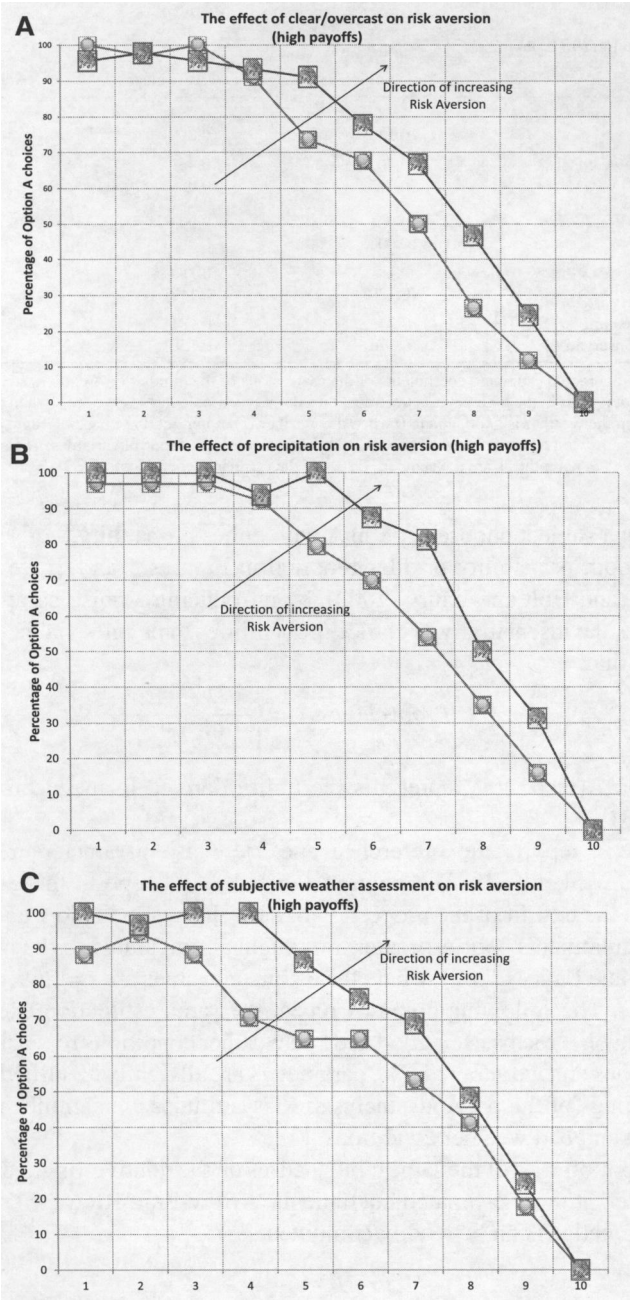 A
The effect of clear/overcast on risk aversion
(high payoffs)
100
90
80
70
60
50
40
30
20
10
0
Percentage of Option A choices
Direction of increasing
Risk Aversion
1 2 3 4 5 6 7 8 9 10
B
The effect of precipitation on risk aversion (high payoffs)
100
90
80
70
60
50
40
30
20
10
0
Percentage of Option A choices
Direction of increasing
Risk Aversion
1 2 3 4 5 6 7 8 9 10
C
The effect of subjective weather assessment on risk aversion
(high payoffs)
100
90
80
70
60
50
40
30
20
10
0
Percentage of Option A choices
Direction of increasing
Risk Aversion
1 2 3 4 5 6 7 8 9 10